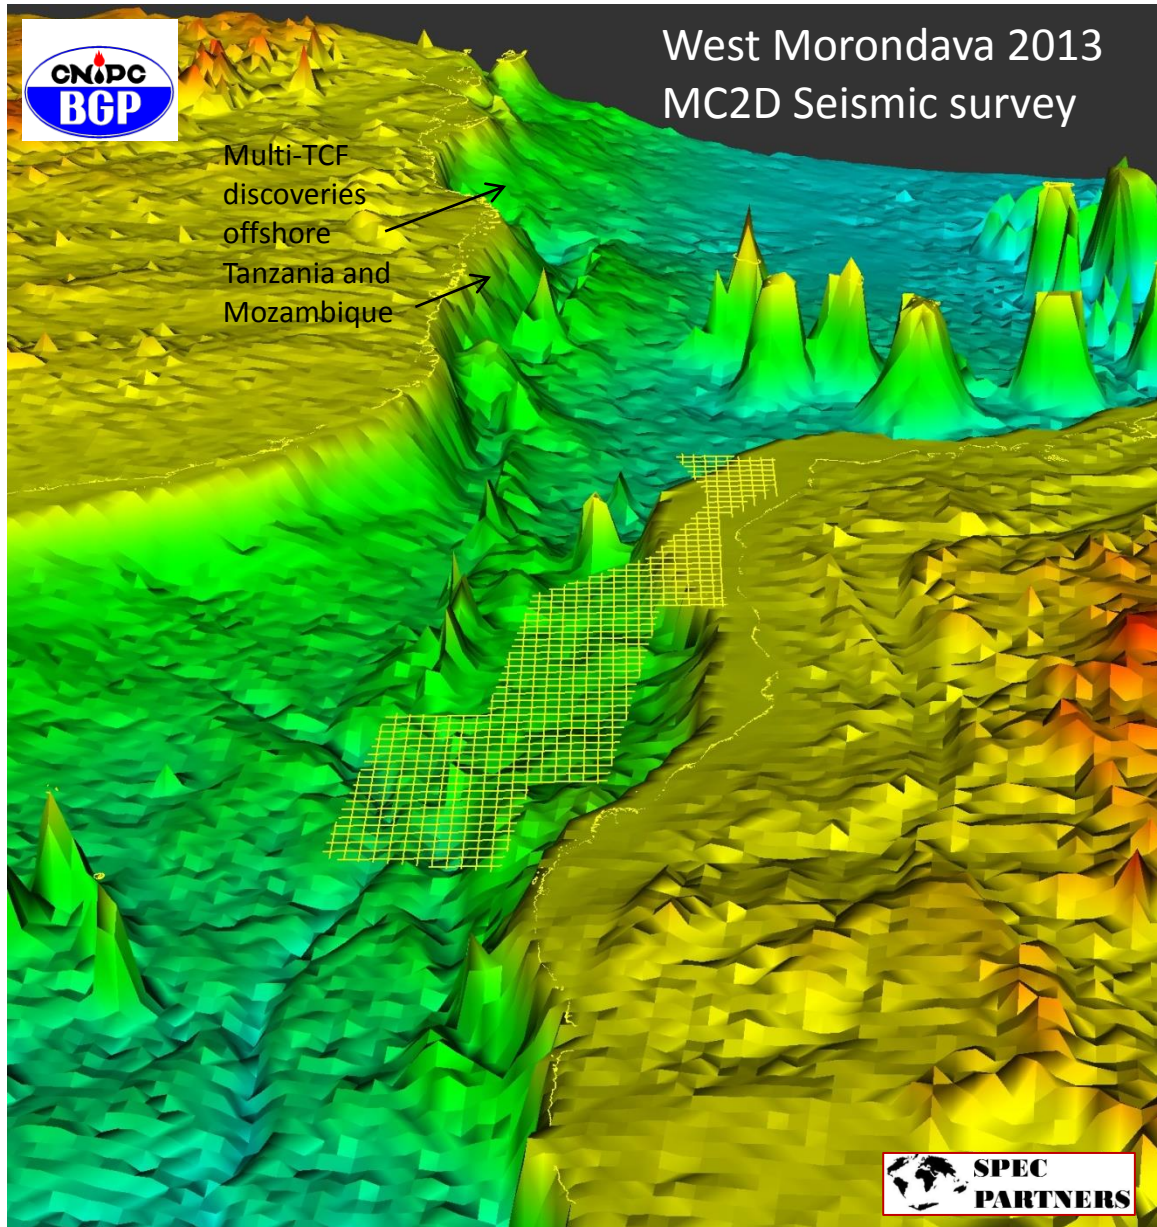 CNPC
BGP
West Morondava 2013
MC2D Seismic survey
Multi-TCF
discoveries
offshore
Tanzania and
Mozambique
SPEC
PARTNERS